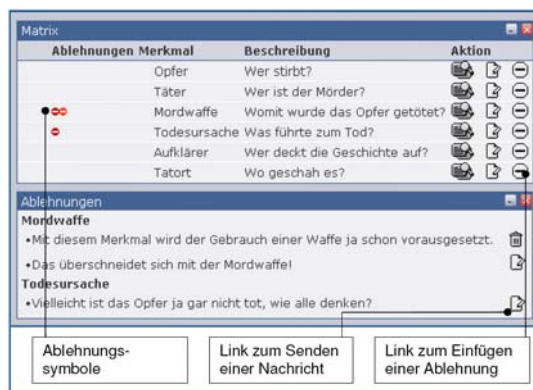 Matrix
Ablehnungen Merkmal Beschreibung Aktion
Opfer Wer stirbt?
Täter Wer ist der Mörder?
Mordwaffe Womit wurde das Opfer getötet?
Todesursache Was führte zum Tod?
Aufklärer Wer deckt die Geschichte auf?
Tatort Wo geschah es?
Ablehnungen
Mordwaffe
•Mit diesem Merkmal wird der Gebrauch einer Waffe ja schon vorausgesetzt.
•Das überschneidet sich mit der Mordwaffe!
Todesursache
•Vielleicht ist das Opfer ja gar nicht tot, wie alle denken?
Ablehnungs-
symbole
Link zum Senden
einer Nachricht
Link zum Einfügen
einer Ablehnung